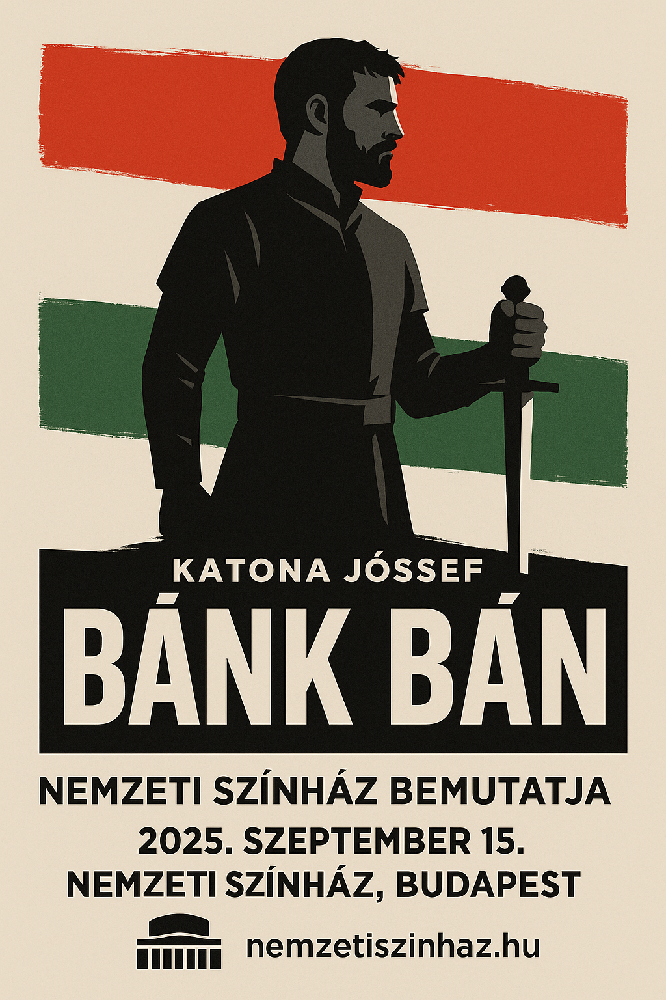 KATONA JÓSSEF
BÁNK BÁN
NEMZETI SZÍNHÁZ BEMUTATJA
2025. SZEPTEMBER 15.
NEMZETI SZÍNHÁZ, BUDAPEST
nemzetiszinhaz.hu